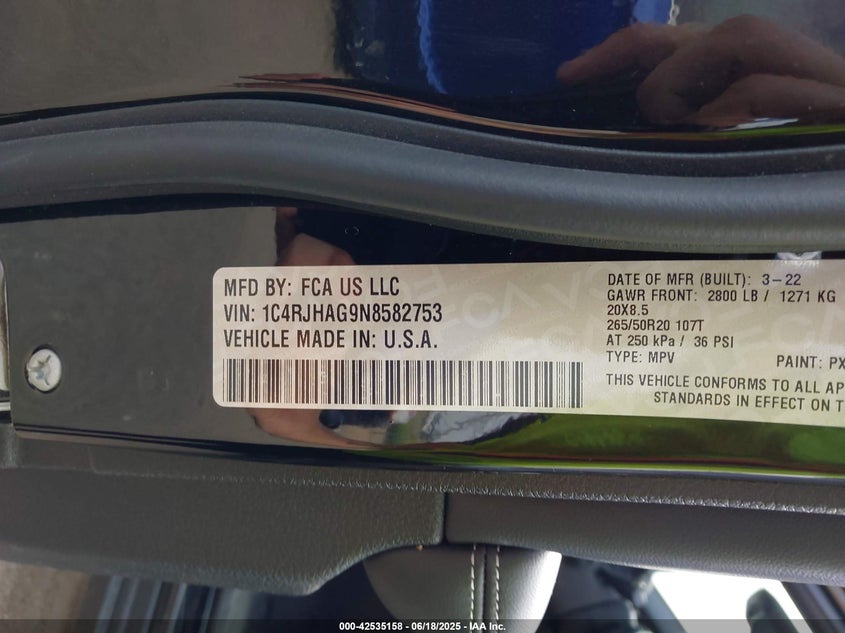 MFD BY: FCA US LLC
VIN: 1C4RJHAG9N8582753
VEHICLE MADE IN: U.S.A.
DATE OF MFR (BUILT): 3-22
GAWR FRONT: 2800 LB / 1271 KG
20X8.5
265/50R20 107T
AT 250 kPa / 36 PSI
TYPE: MPV
PAINT: PX
THIS VEHICLE CONFORMS TO ALL AP
STANDARDS IN EFFECT ON T
000-42535158 - 06/18/2025 - IAA Inc.